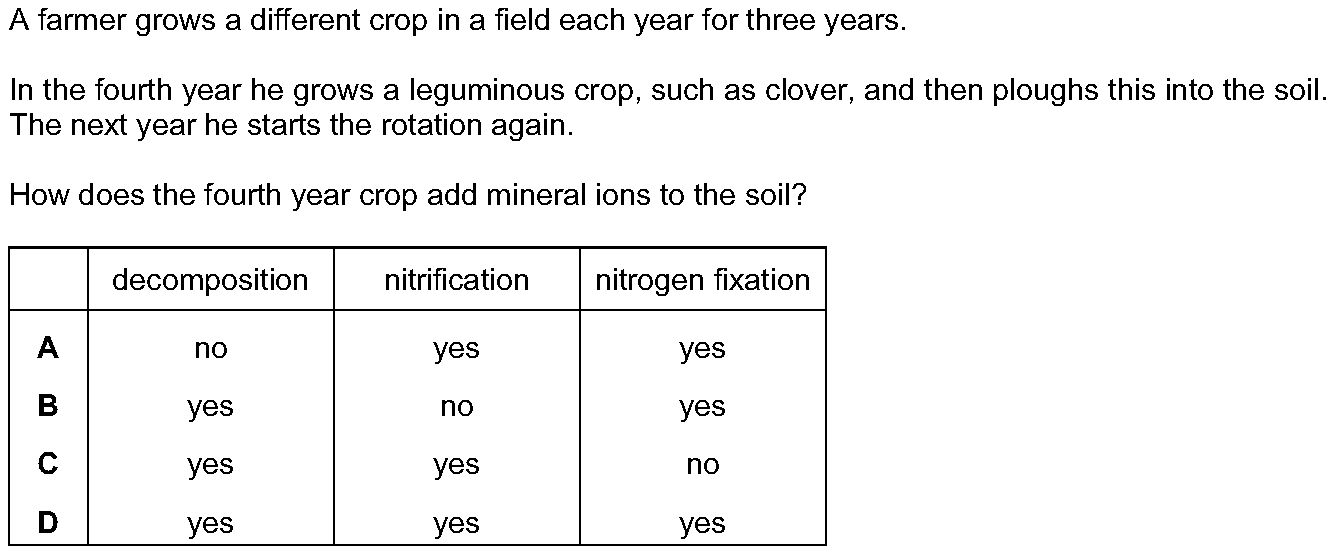 A farmer grows a different crop in a field each year for three years.
In the fourth year he grows a leguminous crop, such as clover, and then ploughs this into the soil.
The next year he starts the rotation again.
How does the fourth year crop add mineral ions to the soil?
decomposition nitrification nitrogen fixation
A no yes yes
B yes no yes
C yes yes no
D yes yes yes